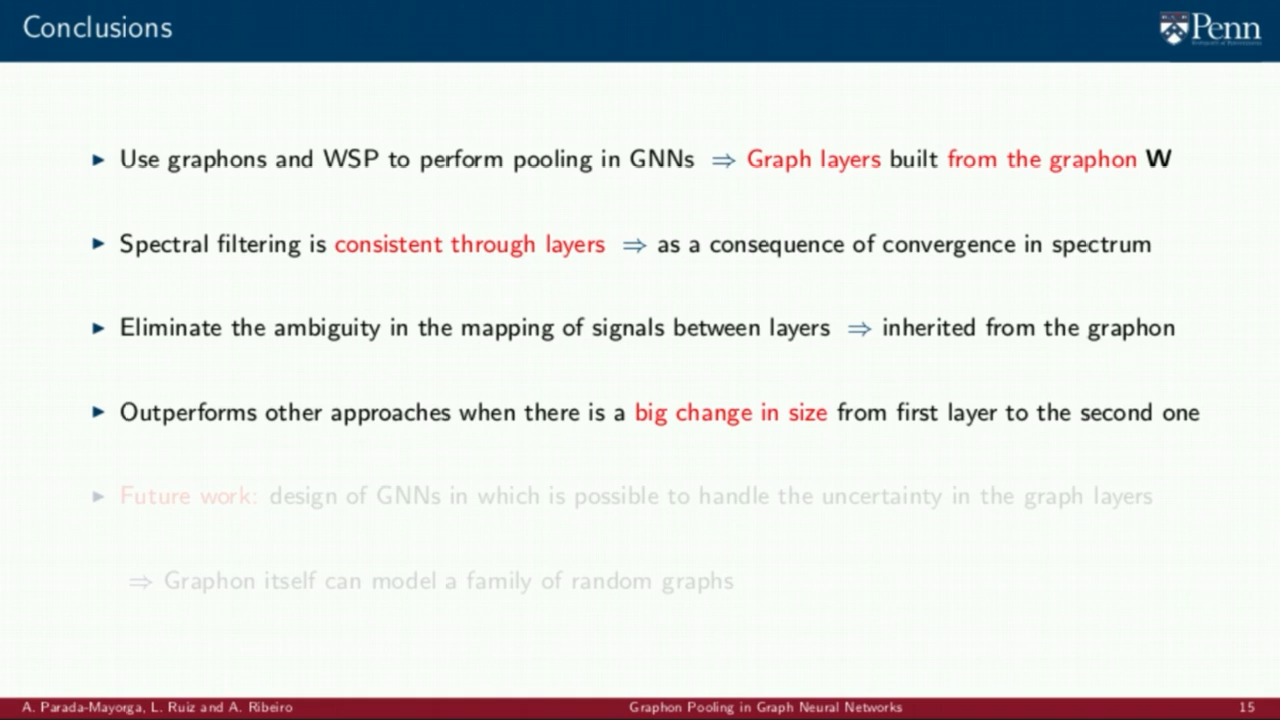 Conclusions
Penn
▶ Use graphons and WSP to perform pooling in GNNs ⇒ Graph layers built from the graphon W
▶ Spectral filtering is consistent through layers ⇒ as a consequence of convergence in spectrum
▶ Eliminate the ambiguity in the mapping of signals between layers ⇒ inherited from the graphon
▶ Outperforms other approaches when there is a big change in size from first layer to the second one
▶ Future work: design of GNNs in which is possible to handle the uncertainty in the graph layers
⇒ Graphon itself can model a family of random graphs
A. Parada-Mayorga, L. Ruiz and A. Ribeiro
Graphon Pooling in Graph Neural Networks
15